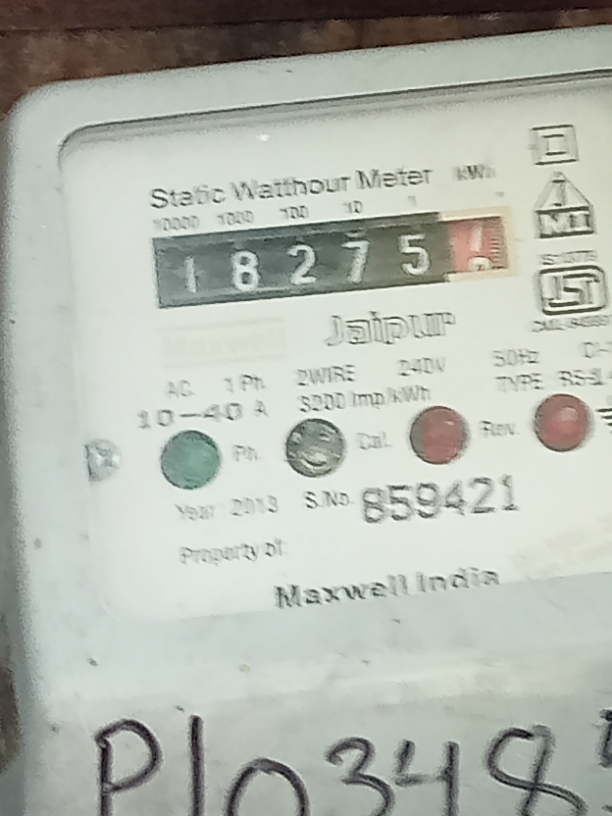 Static Watthour Meter kWh
10000 1000 100 10 1
1 8 2 7 5
Jaipur
AC. 1 Ph. 2WIRE 240V 50Hz
10-40 A 3200 Imp/kWh TYPE
Ph. Cal. Rev.
Year 2013 S.No. 859421
Property of:
Maxwell India
P10348